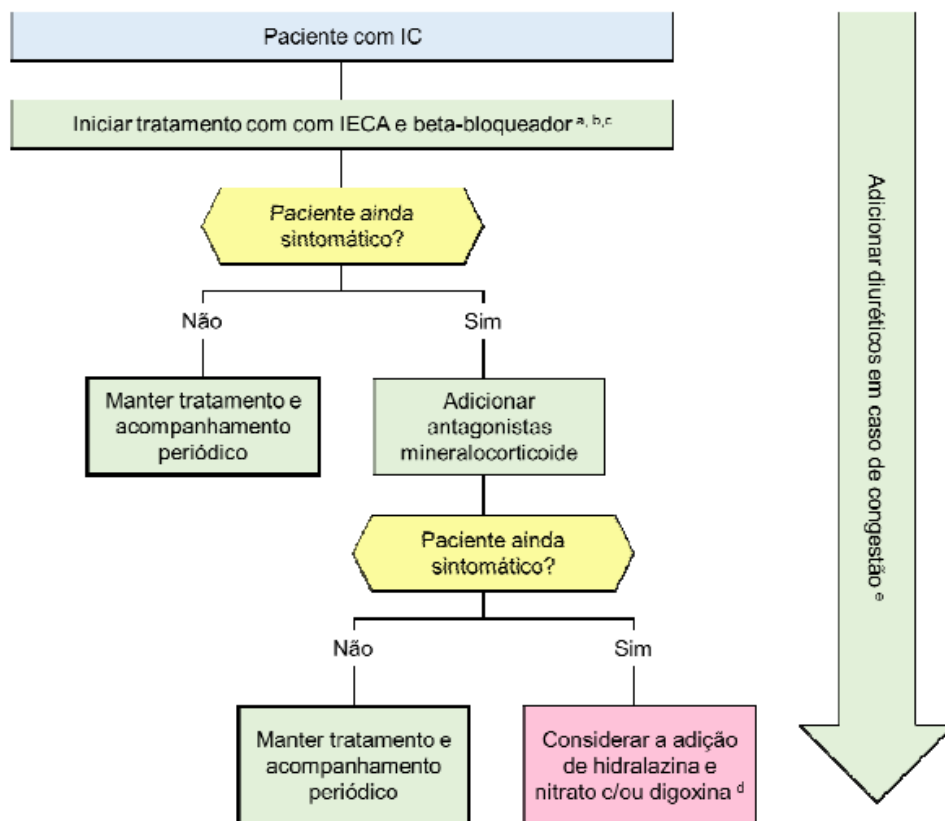 Paciente com IC
Iniciar tratamento com com IECA e beta-bloqueador a, b,c
Paciente ainda
sintomático?
Não
Sim
Manter tratamento e
acompanhamento
periódico
Adicionar
antagonistas
mineralocorticoide
Paciente ainda
sintomático?
Não
Sim
Manter tratamento e
acompanhamento
periódico
Considerar a adição
de hidralazina e
nitrato c/ou digoxina d
Adicionar diuréticos em caso de congestão e